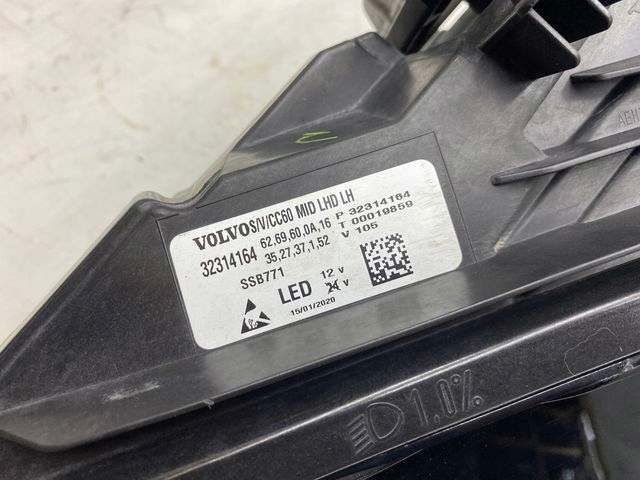 VOLVO S/V/CC60 MID LHD LH
32314164 62,69,60,0A,16 P 32314164
35,27,37,1,52 T 00019859
SSB771 V 105
LED 12 V
24 V
15/01/2020
1.0%